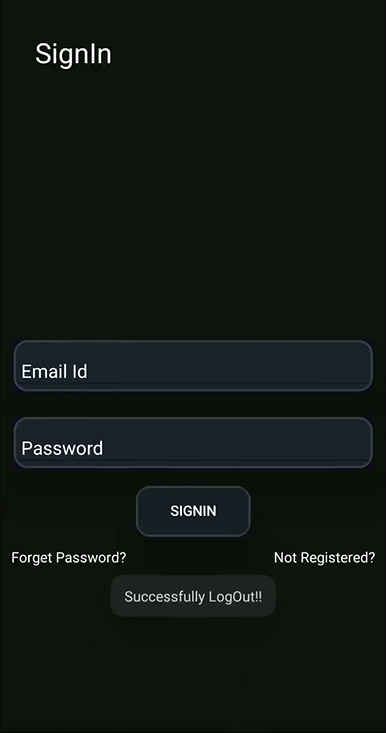 SignIn
Email Id
Password
SIGNIN
Forget Password? Not Registered?
Successfully LogOut!!